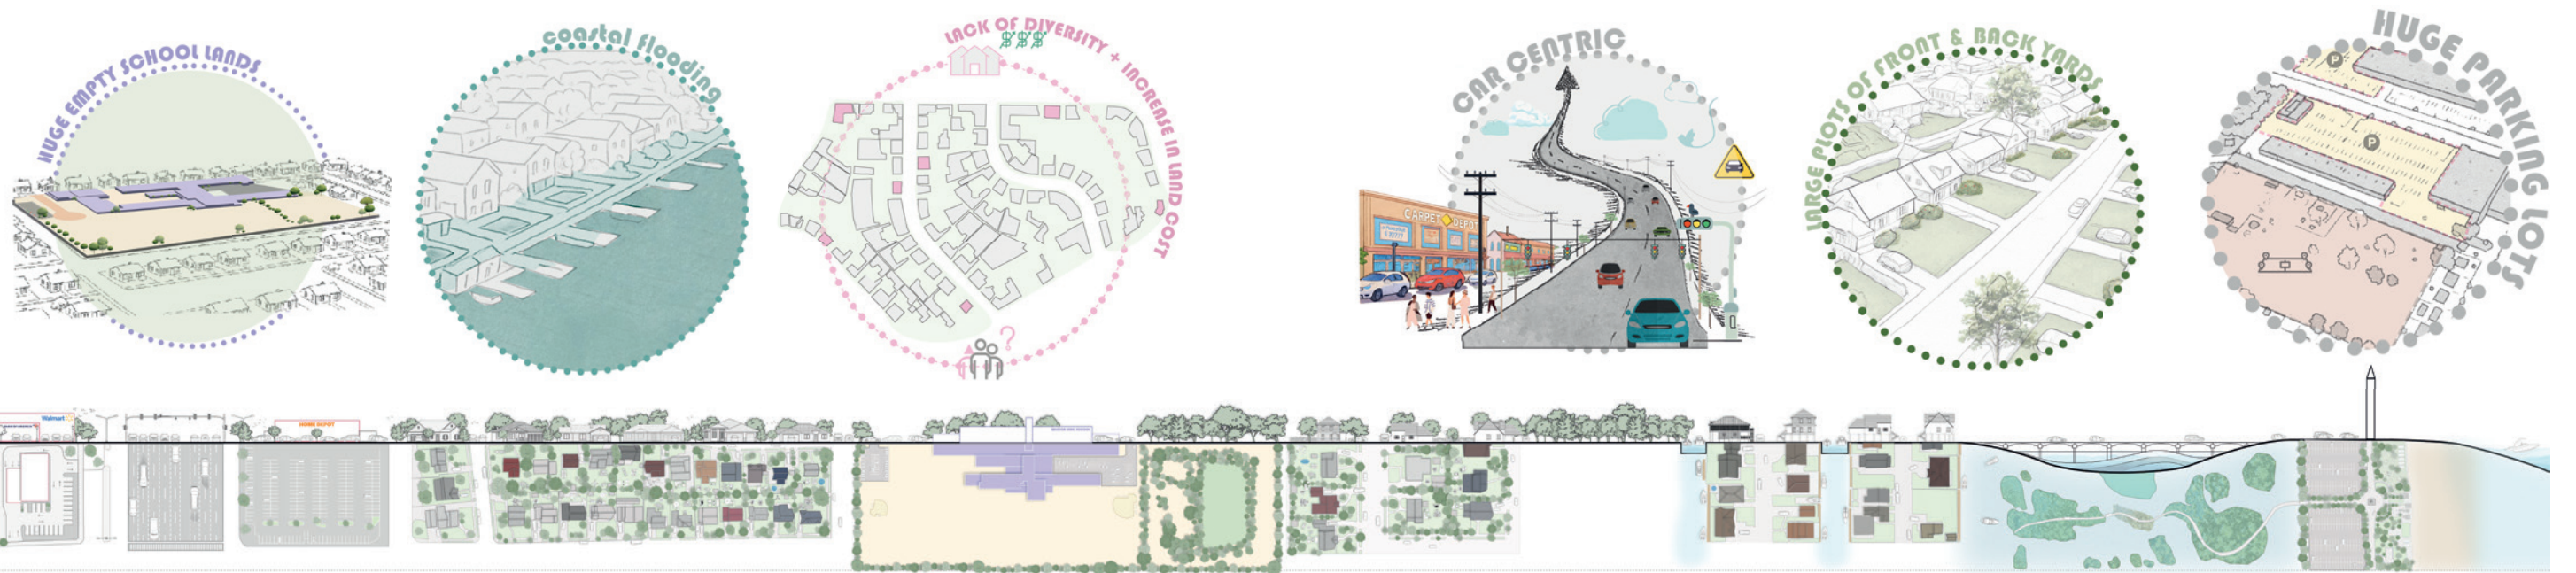 HUGE EMPTY SCHOOL LANDS
coastal flooding
LACK OF DIVERSITY + INCREASE IN LAND COST
$$$
?
CAR CENTRIC
CARPET DEPOT
LARGE PLOTS OF FRONT & BACK YARDS
HUGE PARKING LOTS
P
P
Walmart
HOME DEPOT